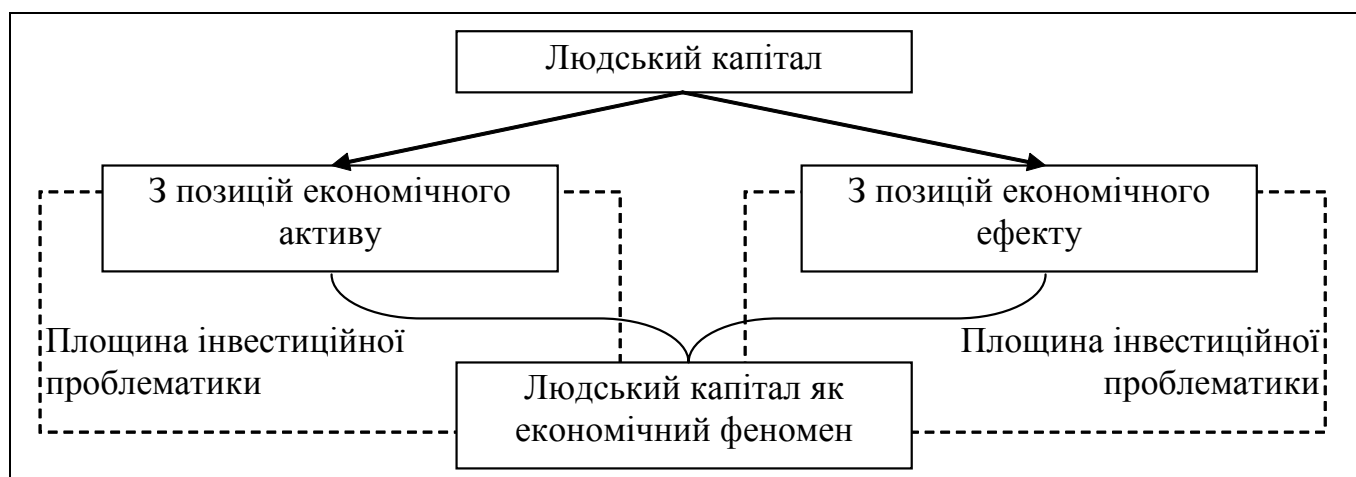 Людський капітал
З позицій економічного
активу
З позицій економічного
ефекту
Площина інвестиційної
проблематики
Площина інвестиційної
проблематики
Людський капітал як
економічний феномен